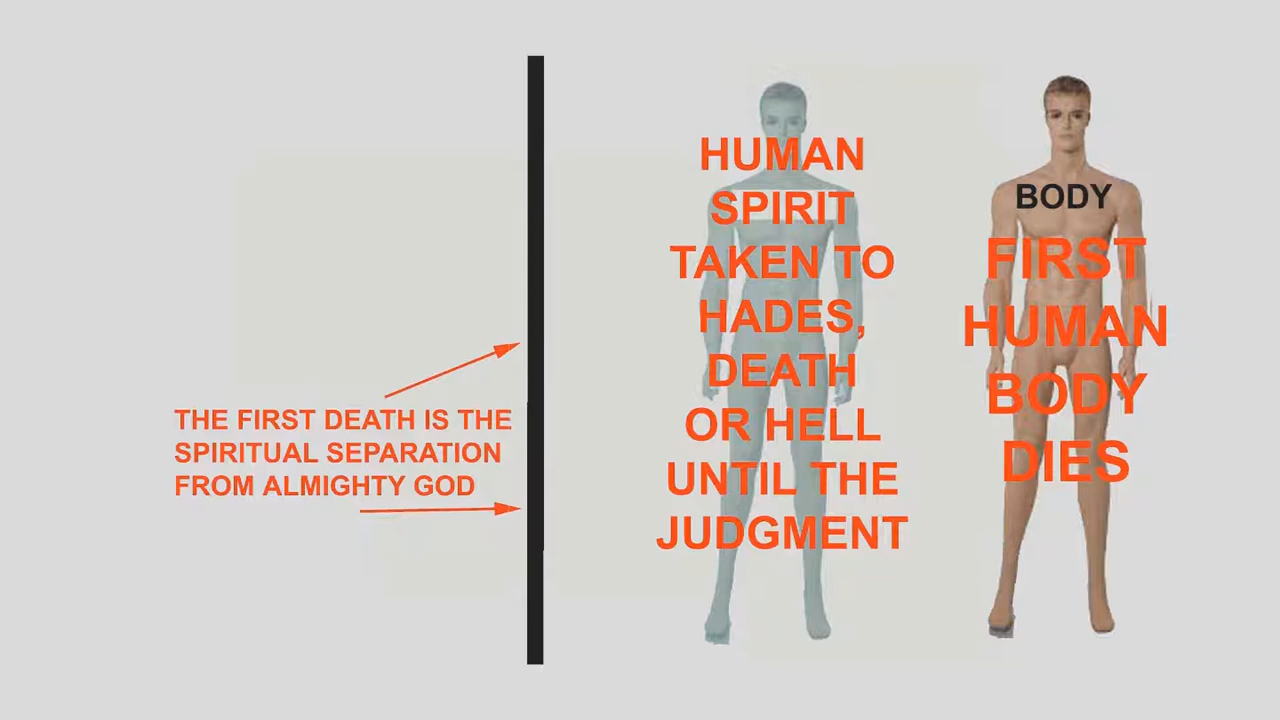 THE FIRST DEATH IS THE
SPIRITUAL SEPARATION
FROM ALMIGHTY GOD
HUMAN
SPIRIT
TAKEN TO
HADES,
DEATH
OR HELL
UNTIL THE
JUDGMENT
BODY
FIRST
HUMAN
BODY
DIES